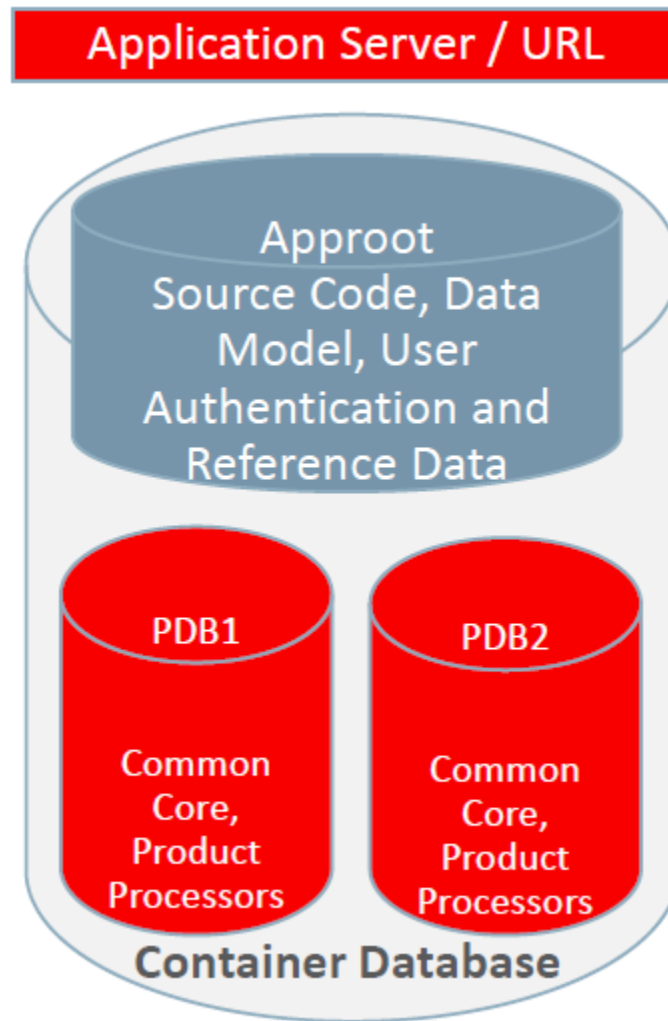 Application Server / URL
Approot
Source Code, Data
Model, User
Authentication and
Reference Data
PDB1
Common
Core,
Product
Processors
PDB2
Common
Core,
Product
Processors
Container Database